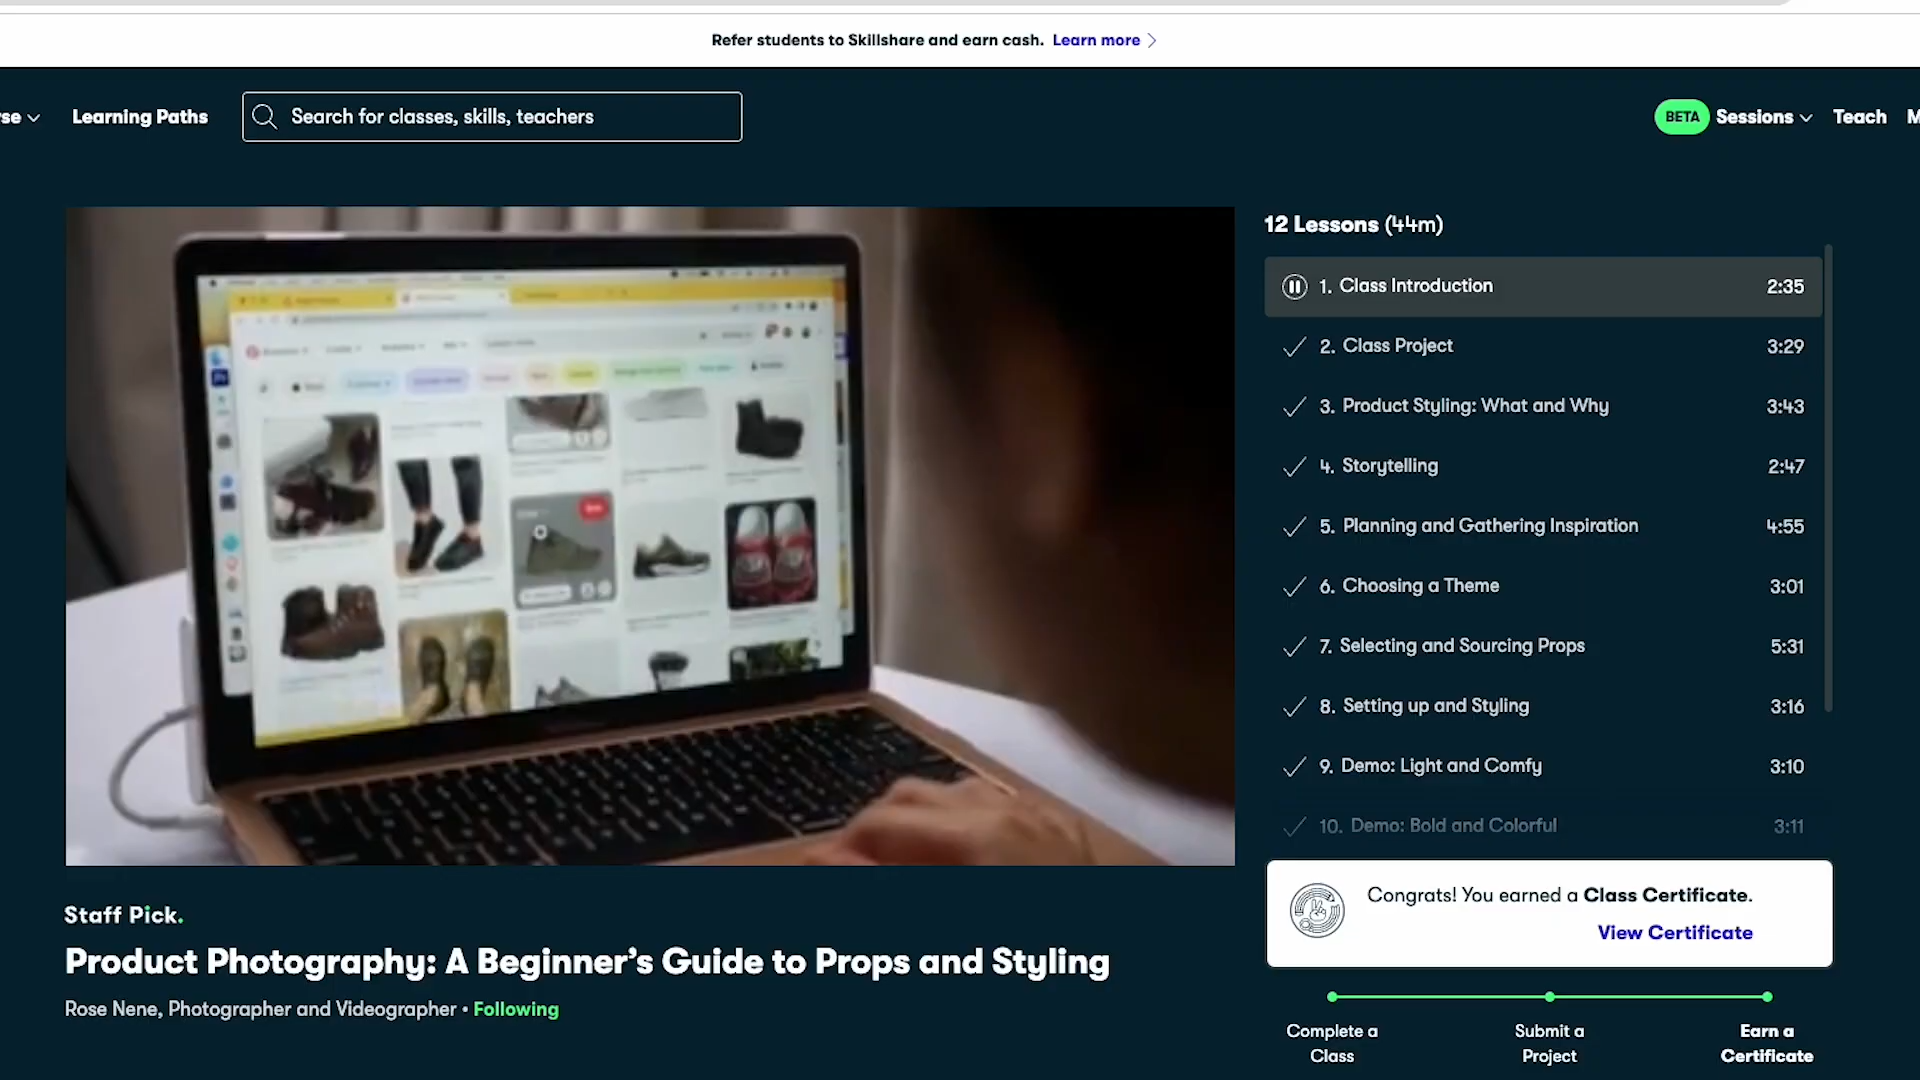 Refer students to Skillshare and earn cash. Learn more
se
Learning Paths
Search for classes, skills, teachers
BETA Sessions
Teach
M
12 Lessons (44m)
1. Class Introduction 2:35
2. Class Project 3:29
3. Product Styling: What and Why 3:43
4. Storytelling 2:47
5. Planning and Gathering Inspiration 4:55
6. Choosing a Theme 3:01
7. Selecting and Sourcing Props 5:31
8. Setting up and Styling 3:16
9. Demo: Light and Comfy 3:10
10. Demo: Bold and Colorful 3:11
Congrats! You earned a Class Certificate.
View Certificate
Complete a Class
Submit a Project
Earn a Certificate
Staff Pick.
Product Photography: A Beginner’s Guide to Props and Styling
Rose Nene, Photographer and Videographer • Following